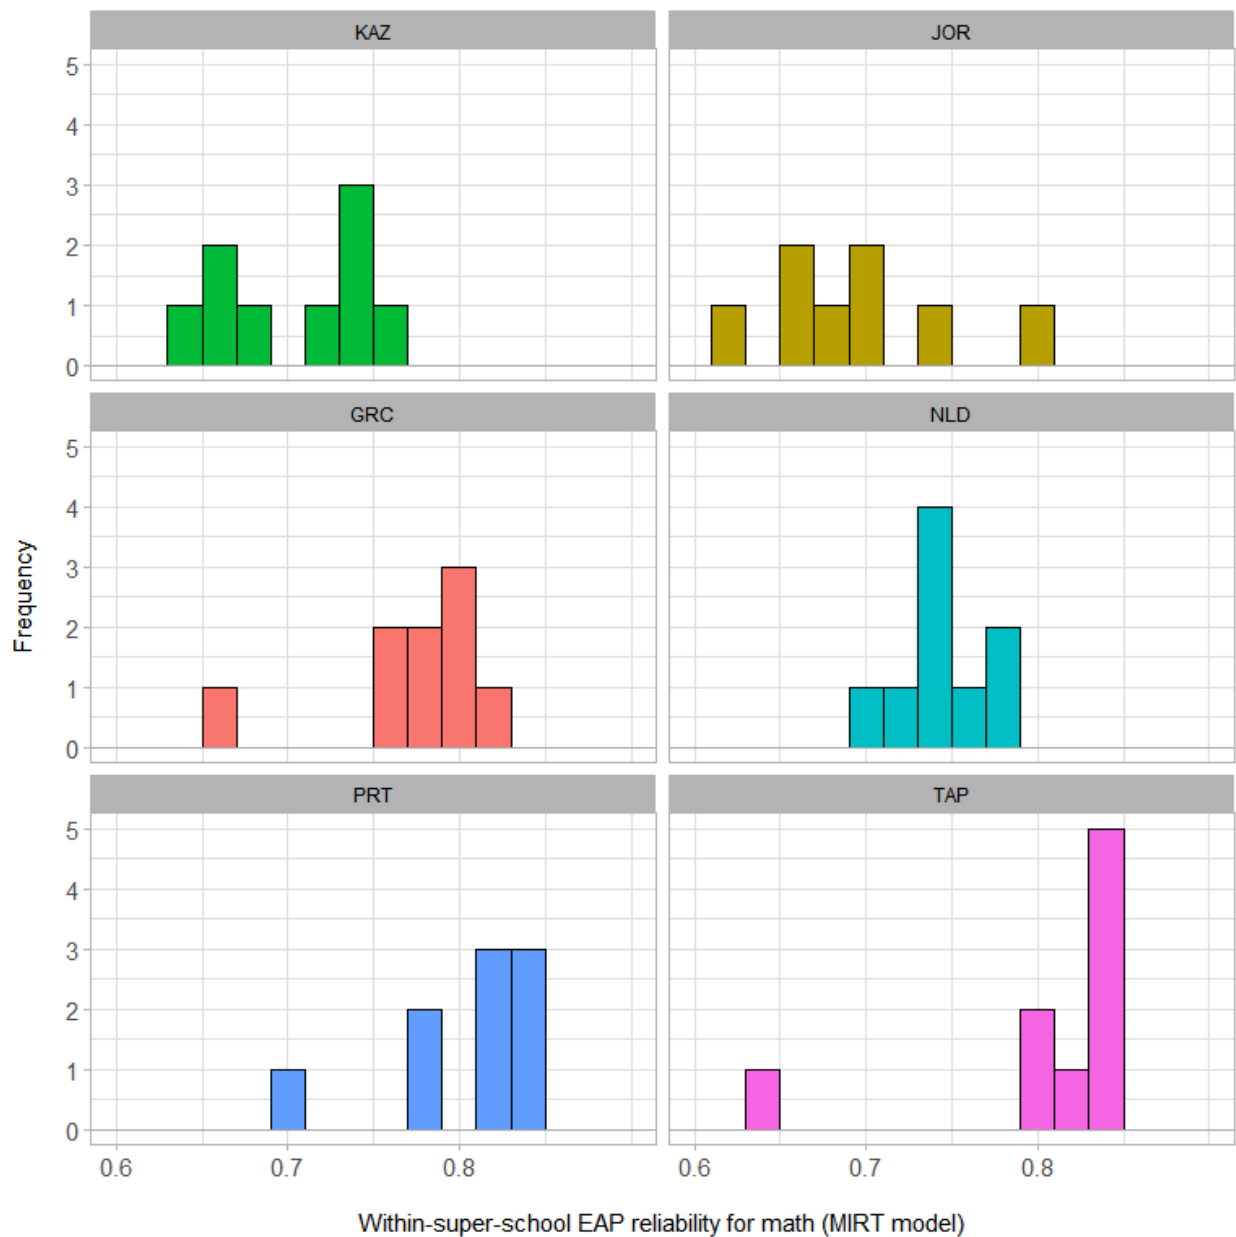 KAZ
JOR
5
4
3
2
1
0
GRC
NLD
5
4
3
2
1
0
Frequency
PRT
TAP
5
4
3
2
1
0
0.6 0.7 0.8 0.6 0.7 0.8
Within-super-school EAP reliability for math (MIRT model)